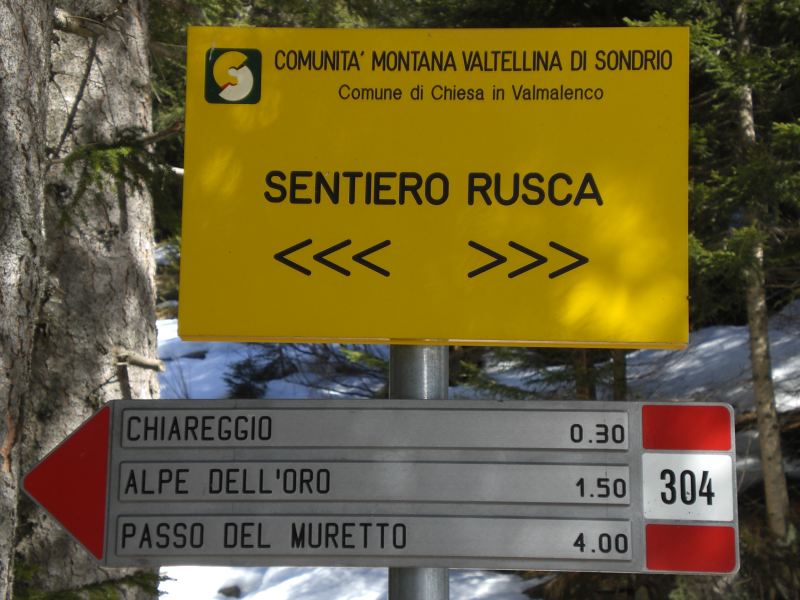 COMUNITA' MONTANA VALTELLINA DI SONDRIO
Comune di Chiesa in Valmalenco
SENTIERO RUSCA
<<< >>>
CHIAREGGIO 0.30
ALPE DELL'ORO 1.50
PASSO DEL MURETTO 4.00
304